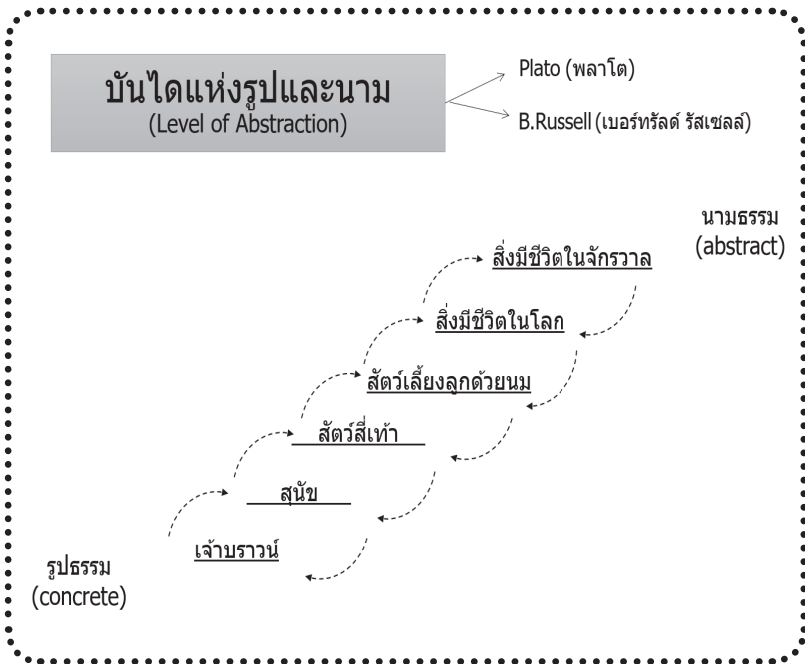 บันไดแห่งรูปและนาม
(Level of Abstraction)
Plato (พลาโต)
B.Russell (เบอร์ทรัลด์ รัสเซลล์)
นามธรรม
(abstract)
สิ่งมีชีวิตในจักรวาล
สิ่งมีชีวิตในโลก
สัตว์เลี้ยงลูกด้วยนม
สัตว์สี่เท้า
สุนัข
เจ้าบราวน์
รูปธรรม
(concrete)